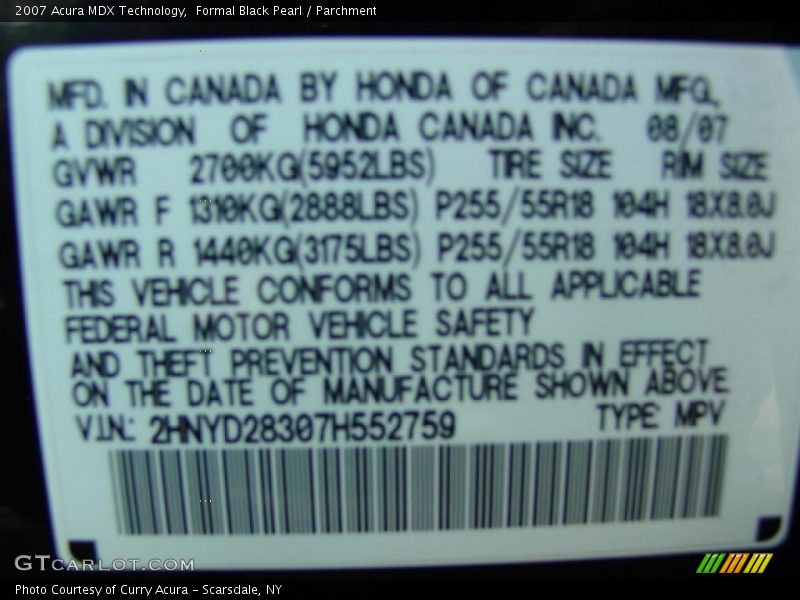 2007 Acura MDX Technology,  Formal Black Pearl / Parchment
MFD. IN CANADA BY HONDA OF CANADA MFG.,
A DIVISION OF HONDA CANADA INC. 08/07
GVWR 2700KG(5952LBS) TIRE SIZE RIM SIZE
GAWR F 1310KG(2888LBS) P255/55R18 104H 18X8.0J
GAWR R 1440KG(3175LBS) P255/55R18 104H 18X8.0J
THIS VEHICLE CONFORMS TO ALL APPLICABLE
FEDERAL MOTOR VEHICLE SAFETY
AND THEFT PREVENTION STANDARDS IN EFFECT
ON THE DATE OF MANUFACTURE SHOWN ABOVE
V.I.N.: 2HNYD28307H552759 TYPE: MPV
GTCARLOT.COM
Photo Courtesy of Curry Acura - Scarsdale, NY